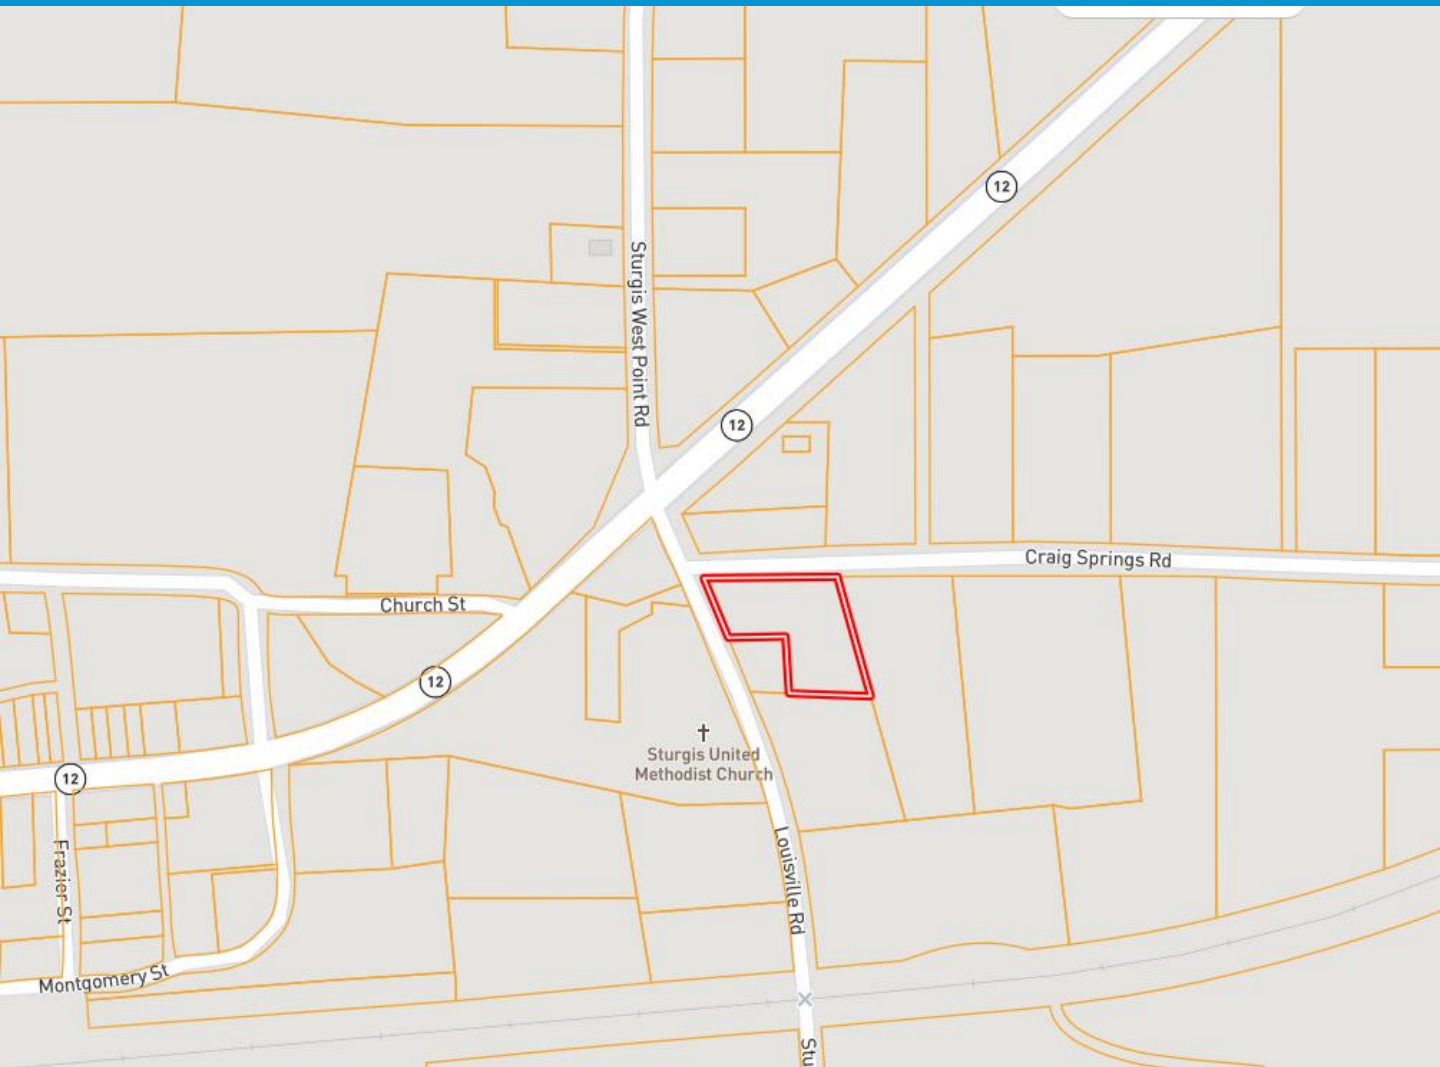 12
Sturgis West Point Rd
12
Craig Springs Rd
Church St
12
Sturgis United
Methodist Church
12
Louisville Rd
Frazier St
Montgomery St
Stu